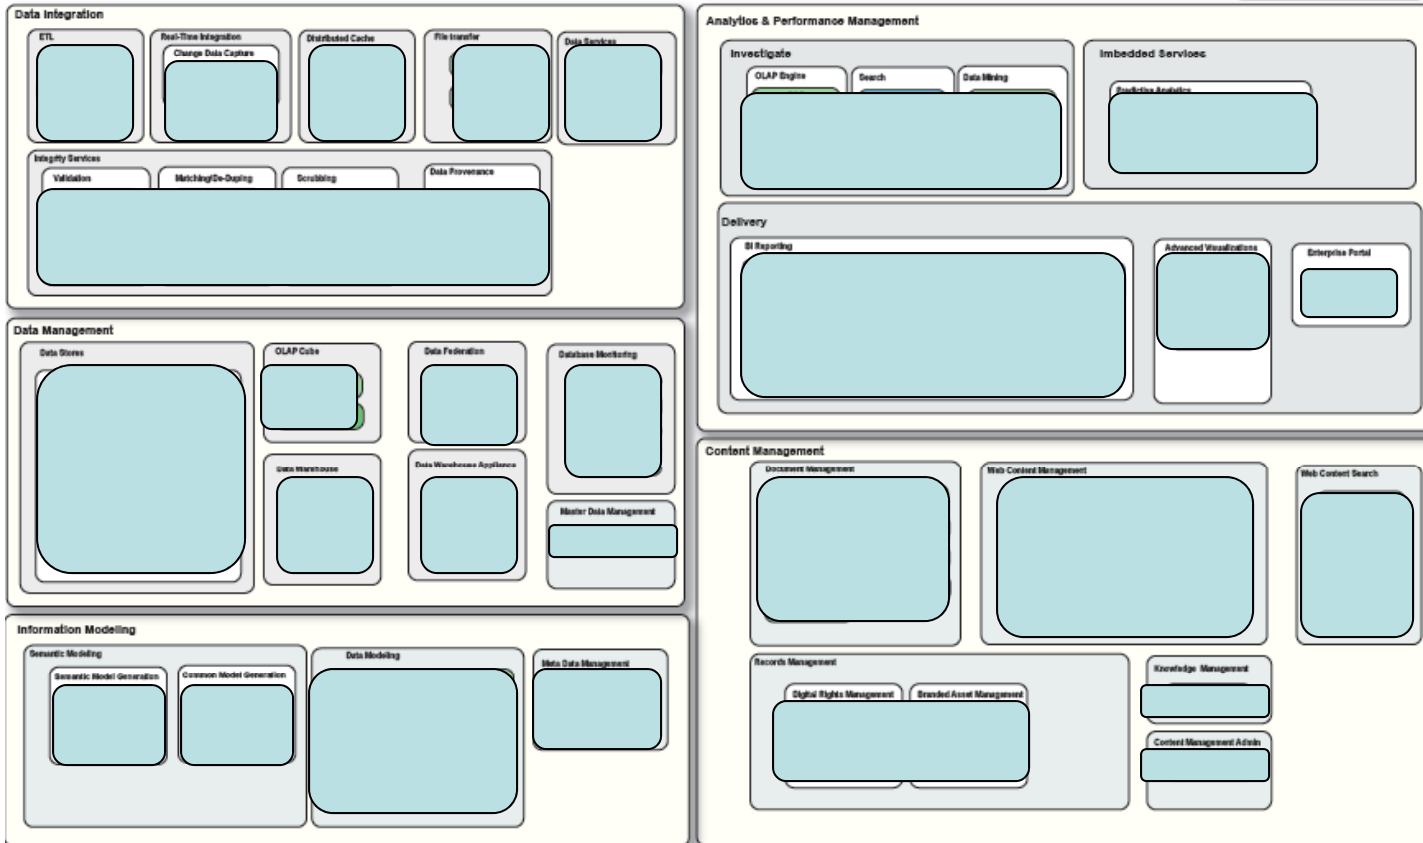 Data Integration
ETL
Real-Time Integration
Change Data Capture
Distributed Cache
File transfer
Data Services
Integrity Services
Validation
Matching/De-Duping
Scrubbing
Data Provenance
Data Management
Data Stores
OLAP Cube
Data Federation
Database Monitoring
Data Warehouse
Data Warehouse Appliance
Master Data Management
Information Modeling
Semantic Modeling
Semantic Model Generation
Common Model Generation
Data Modeling
Meta Data Management
Analytics & Performance Management
Investigate
OLAP Engine
Search
Data Mining
Imbedded Services
Predictive Analytics
Delivery
BI Reporting
Advanced Visualizations
Enterprise Portal
Content Management
Document Management
Web Content Management
Web Content Search
Records Management
Digital Rights Management
Branded Asset Management
Knowledge Management
Content Management Admin